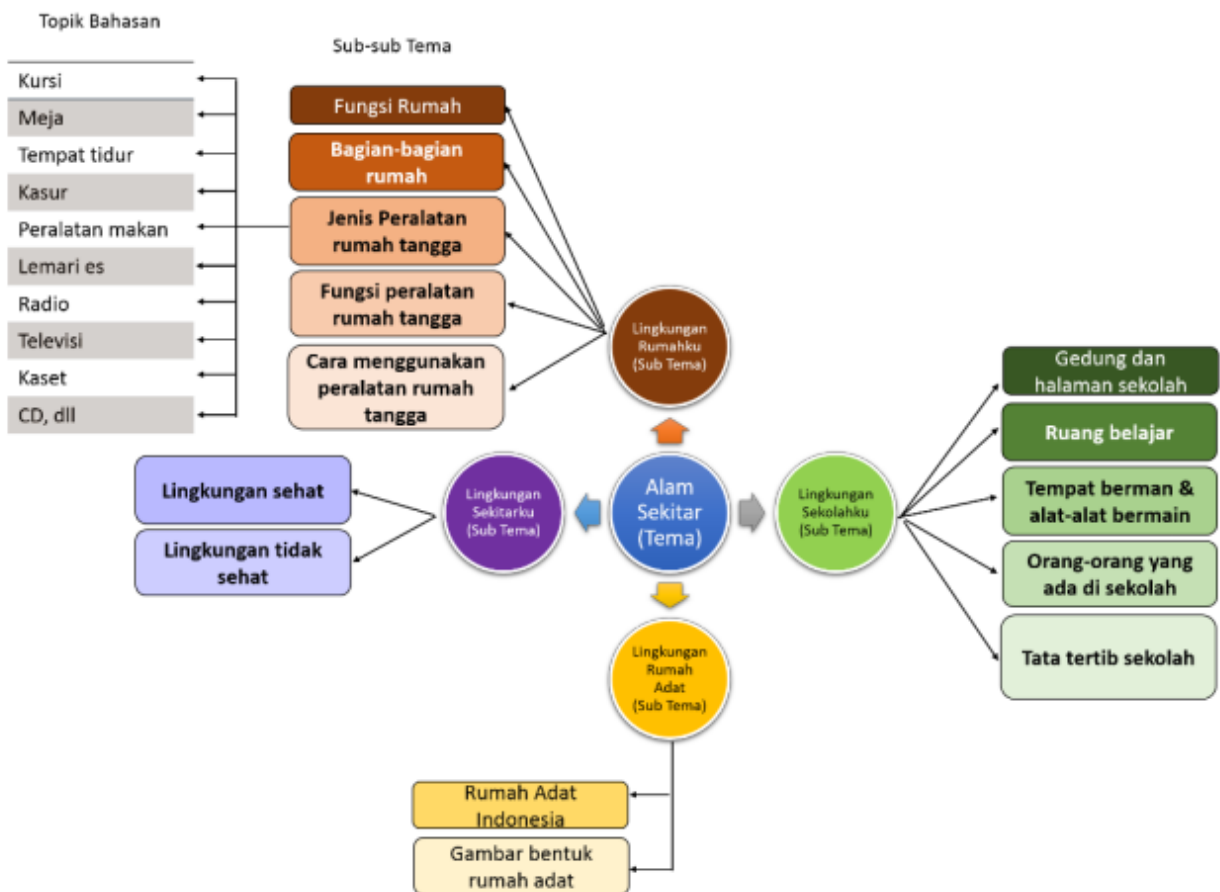 Topik Bahasan
Sub-sub Tema
Kursi
Meja
Tempat tidur
Kasur
Peralatan makan
Lemari es
Radio
Televisi
Kaset
CD, dll
Fungsi Rumah
Bagian-bagian
rumah
Jenis Peralatan
rumah tangga
Fungsi peralatan
rumah tangga
Cara menggunakan
peralatan rumah
tangga
Lingkungan
Rumahku
(Sub Tema)
Gedung dan
halaman sekolah
Ruang belajar
Tempat berman &
alat-alat bermain
Orang-orang yang
ada di sekolah
Tata tertib sekolah
Lingkungan sehat
Lingkungan tidak
sehat
Lingkungan
Sekitarku
(Sub Tema)
Alam
Sekitar
(Tema)
Lingkungan
Sekolahku
(Sub Tema)
Lingkungan
Rumah
Adat
(Sub Tema)
Rumah Adat
Indonesia
Gambar bentuk
rumah adat